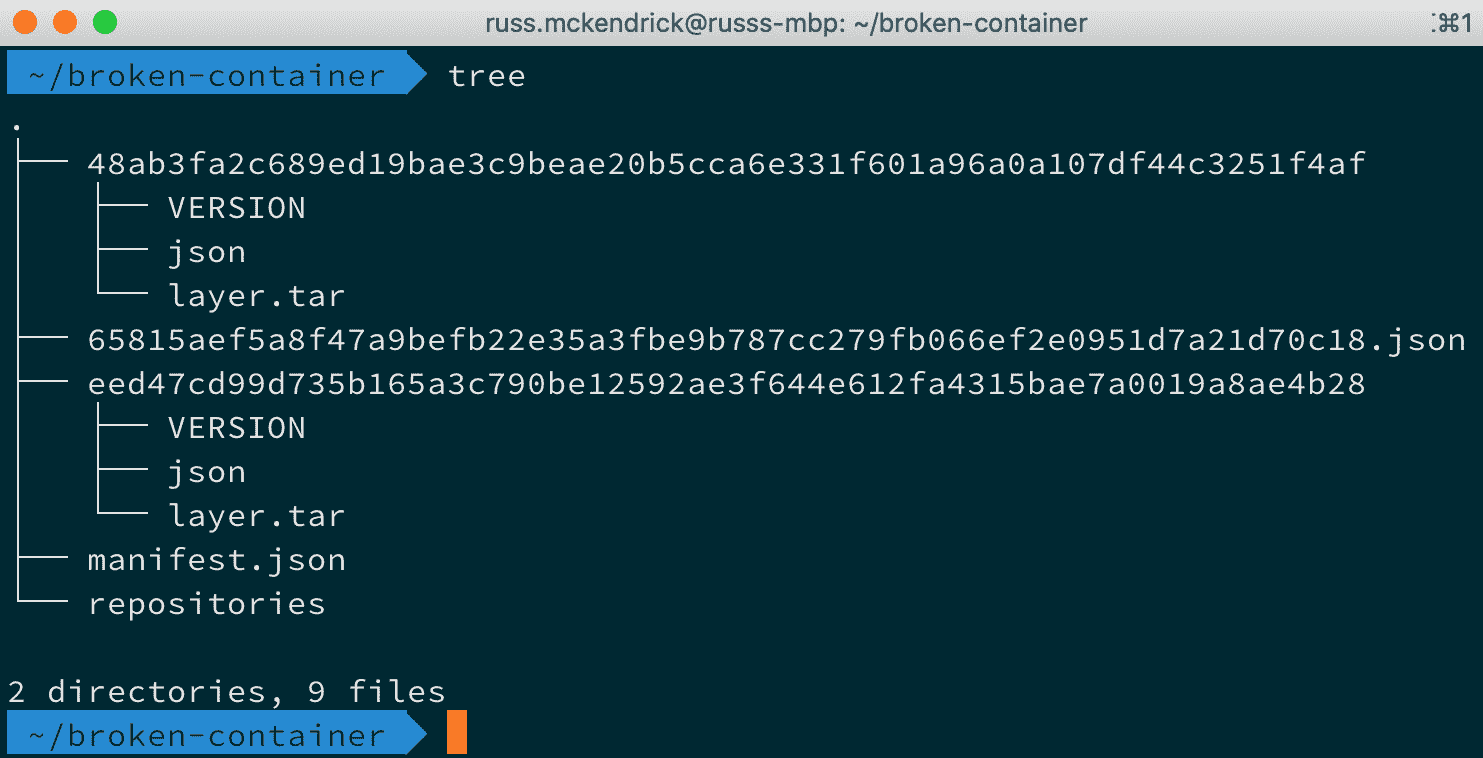 russ.mckendrick@russs-mbp: ~/broken-container
⌘1
~/broken-container tree
.
├── 48ab3fa2c689ed19bae3c9beae20b5cca6e331f601a96a0a107df44c3251f4af
│   ├── VERSION
│   ├── json
│   └── layer.tar
├── 65815aef5a8f47a9befb22e35a3fbe9b787cc279fb066ef2e0951d7a21d70c18.json
├── eed47cd99d735b165a3c790be12592ae3f644e612fa4315bae7a0019a8ae4b28
│   ├── VERSION
│   ├── json
│   └── layer.tar
├── manifest.json
└── repositories
2 directories, 9 files
~/broken-container